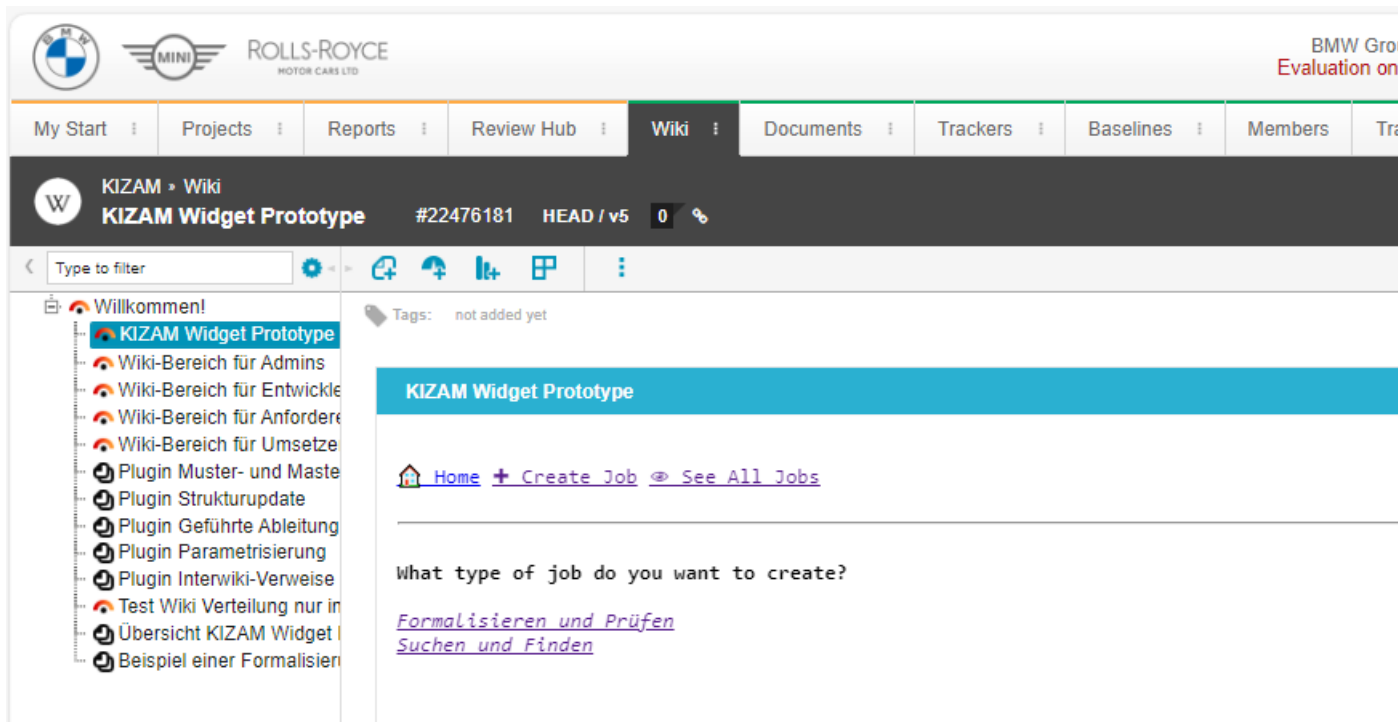 BMW
MINI
ROLLS-ROYCE
MOTOR CARS LTD
BMW Gro
Evaluation on
My Start Projects Reports Review Hub Wiki Documents Trackers Baselines Members Tra
W
KIZAM » Wiki
KIZAM Widget Prototype #22476181 HEAD / v5 0
Type to filter
Willkommen!
KIZAM Widget Prototype
Wiki-Bereich für Admins
Wiki-Bereich für Entwickle
Wiki-Bereich für Anfordere
Wiki-Bereich für Umsetze
Plugin Muster- und Maste
Plugin Strukturupdate
Plugin Geführte Ableitung
Plugin Parametrisierung
Plugin Interwiki-Verweise
Test Wiki Verteilung nur in
Übersicht KIZAM Widget
Beispiel einer Formalisier
Tags: not added yet
KIZAM Widget Prototype
Home + Create Job See All Jobs
What type of job do you want to create?
Formalisieren und Prüfen
Suchen und Finden